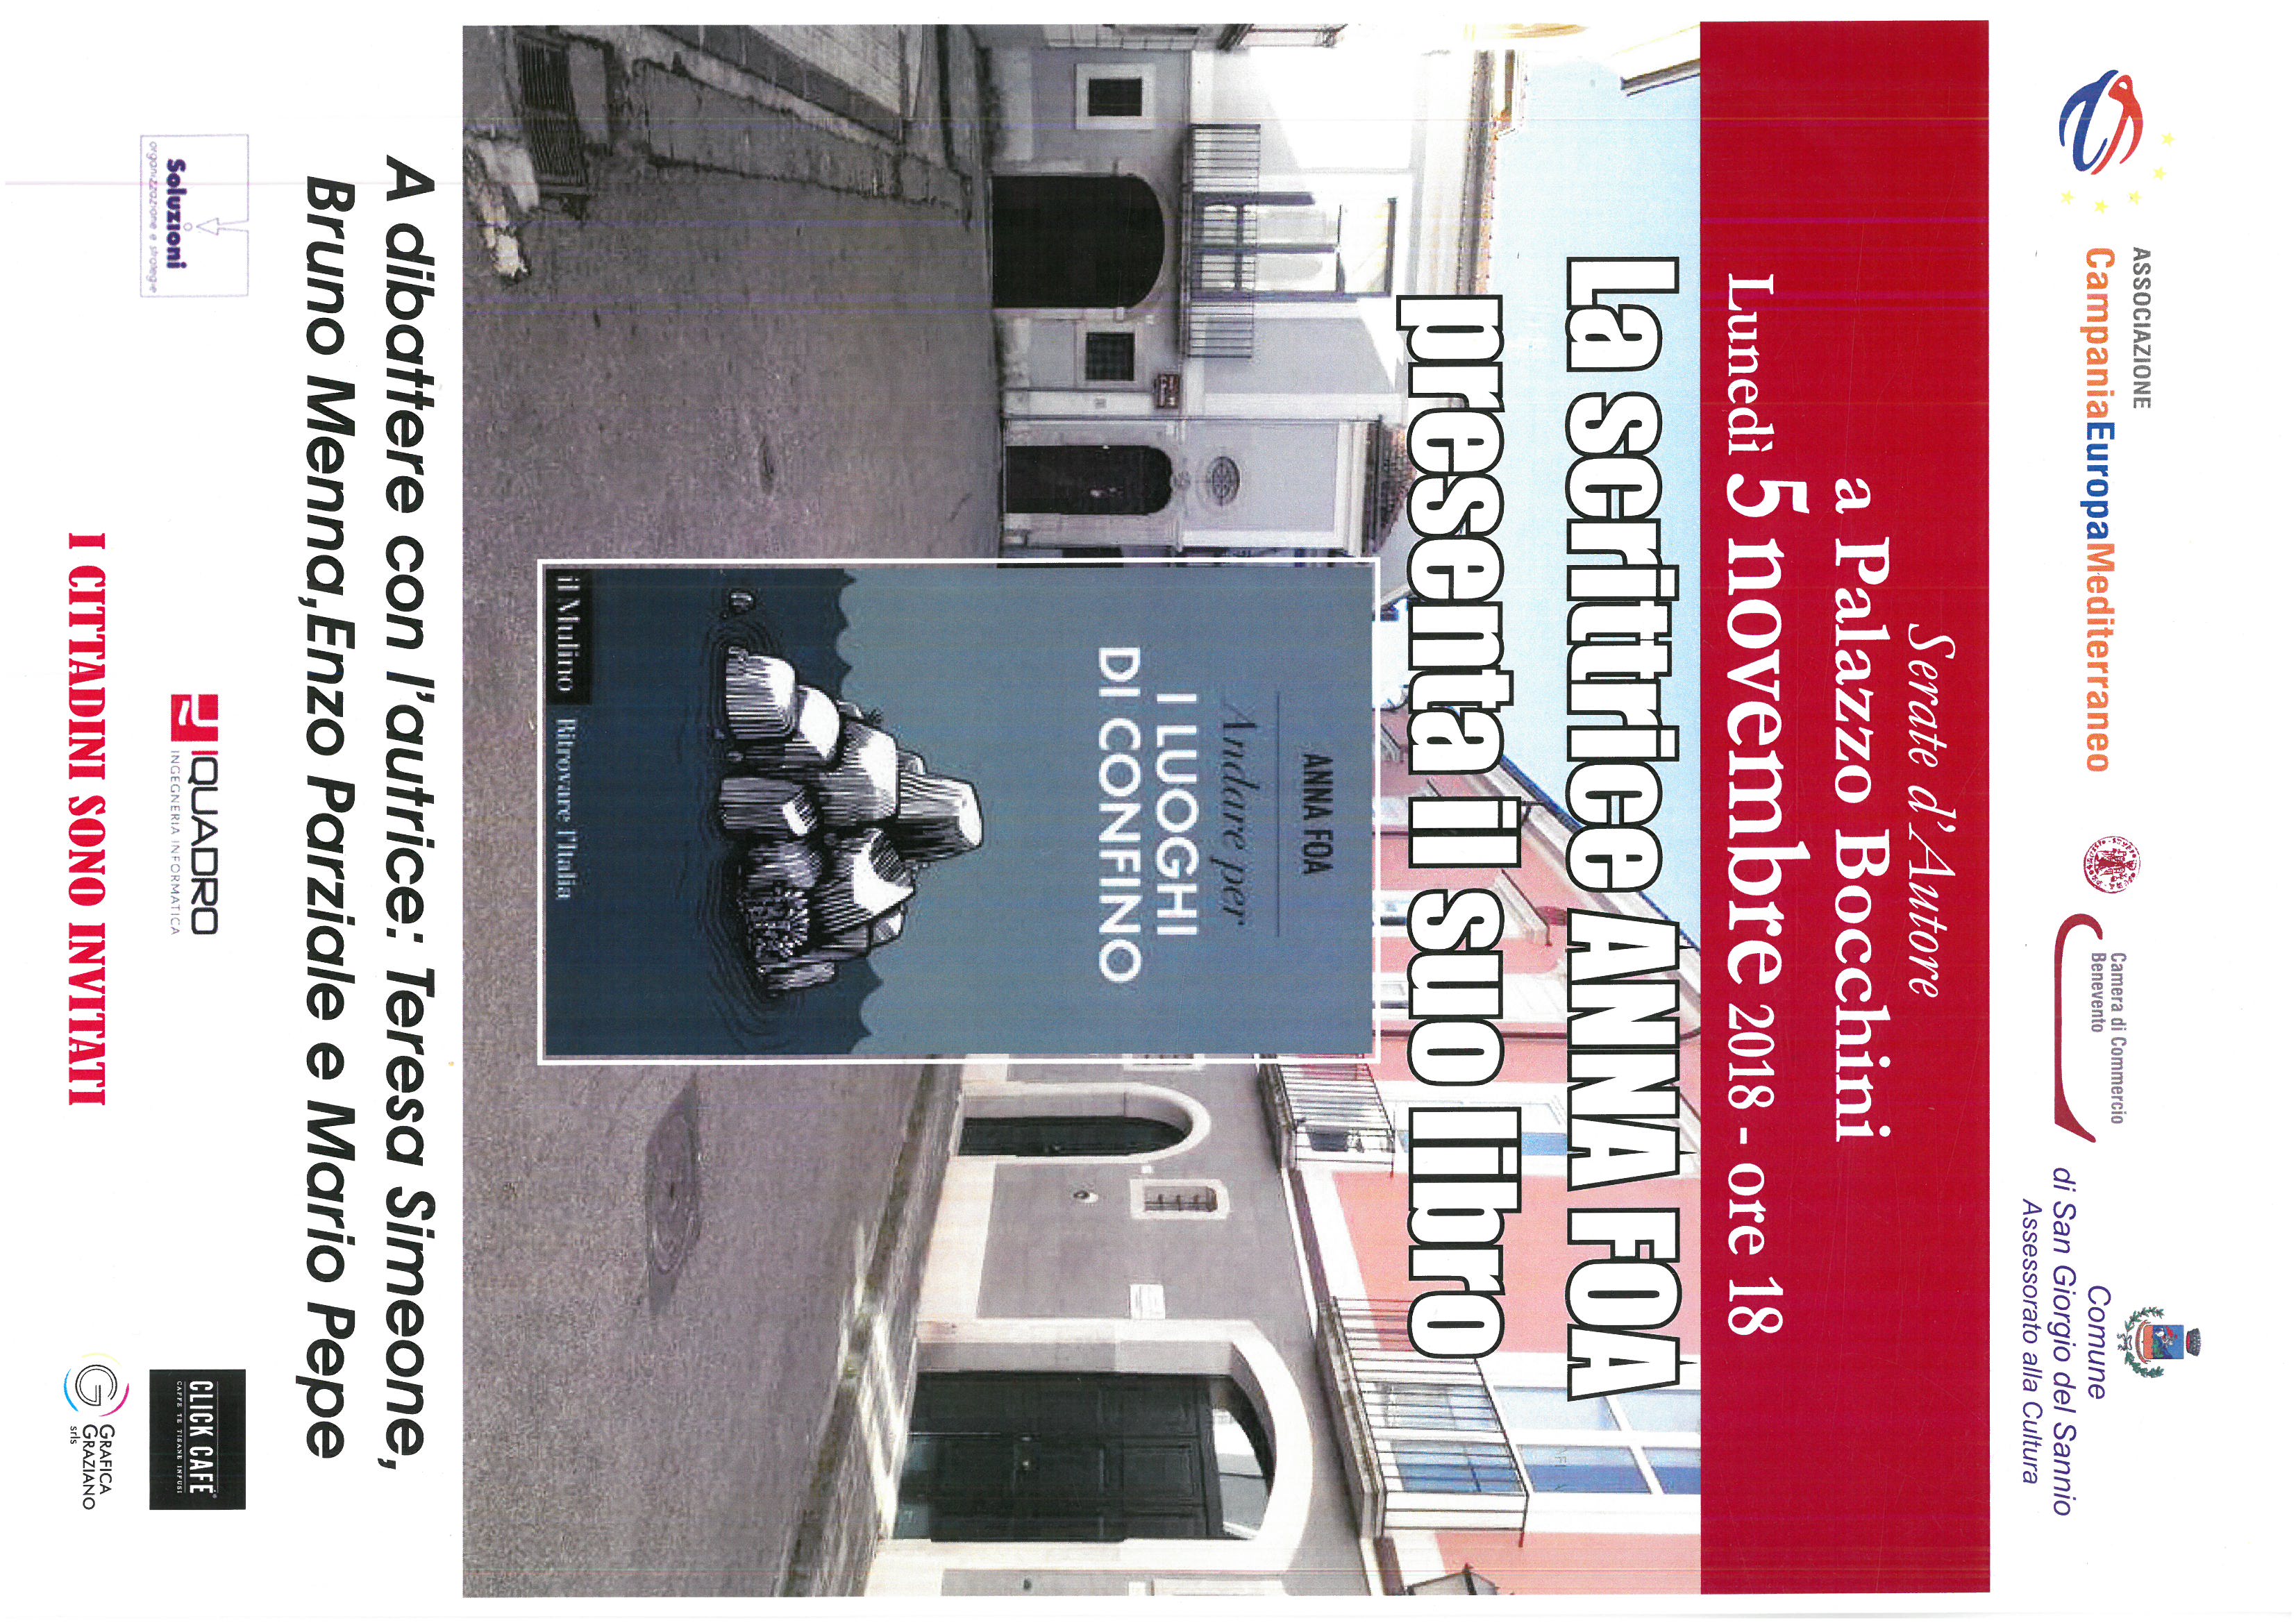 ASSOCIAZIONE
CampaniaEuropaMediterraneo
Camera di Commercio
Benevento
Comune
di San Giorgio del Sannio
Assessorato alla Cultura
Serate d'Autore
a Palazzo Bocchini
Lunedì 5 novembre 2018 - ore 18
La scrittrice ANNA FOA
presenta il suo libro
ANNA FOA
Andare per
I LUOGHI
DI CONFINO
il Mulino Ritrovare l'Italia
A dibattere con l'autrice: Teresa Simeone,
Bruno Menna,Enzo Parziale e Mario Pepe
Soluzioni
organizzazione e strategie
IQUADRO
INGEGNERIA INFORMATICA
CLICK CAFÉ
CAFFE TE TISANE INFUSI
I CITTADINI SONO INVITATI
GRAFICA
GRAZIANO
srls